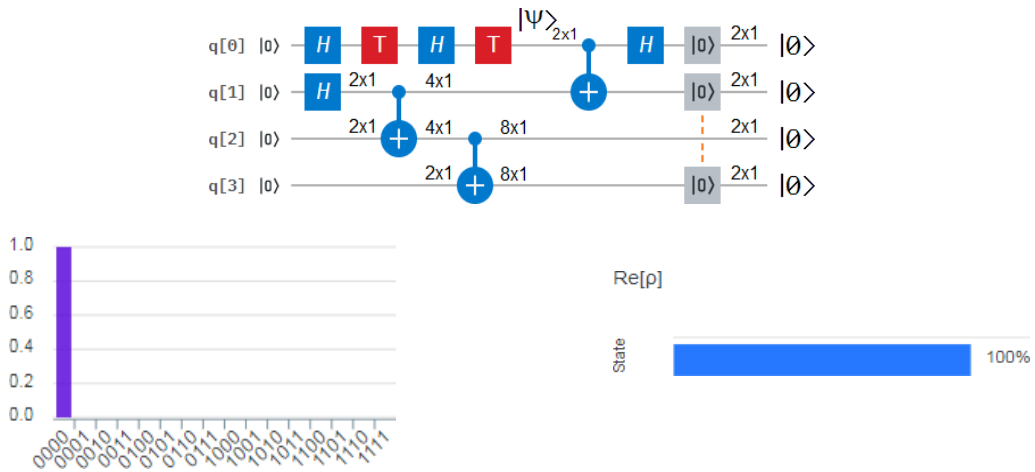 |Ψ⟩
q[0] |0⟩ H T H T 2x1 H |0⟩ 2x1 |0⟩
q[1] |0⟩ H 2x1 4x1 |0⟩ 2x1 |0⟩
q[2] |0⟩ 2x1 4x1 8x1 2x1 |0⟩
q[3] |0⟩ 2x1 8x1 |0⟩ 2x1 |0⟩
1.0
0.8
0.6
0.4
0.2
0.0
0000 0001 0010 0011 0100 0101 0110 0111 1000 1001 1010 1011 1100 1101 1110 1111
Re[ρ]
State
100%